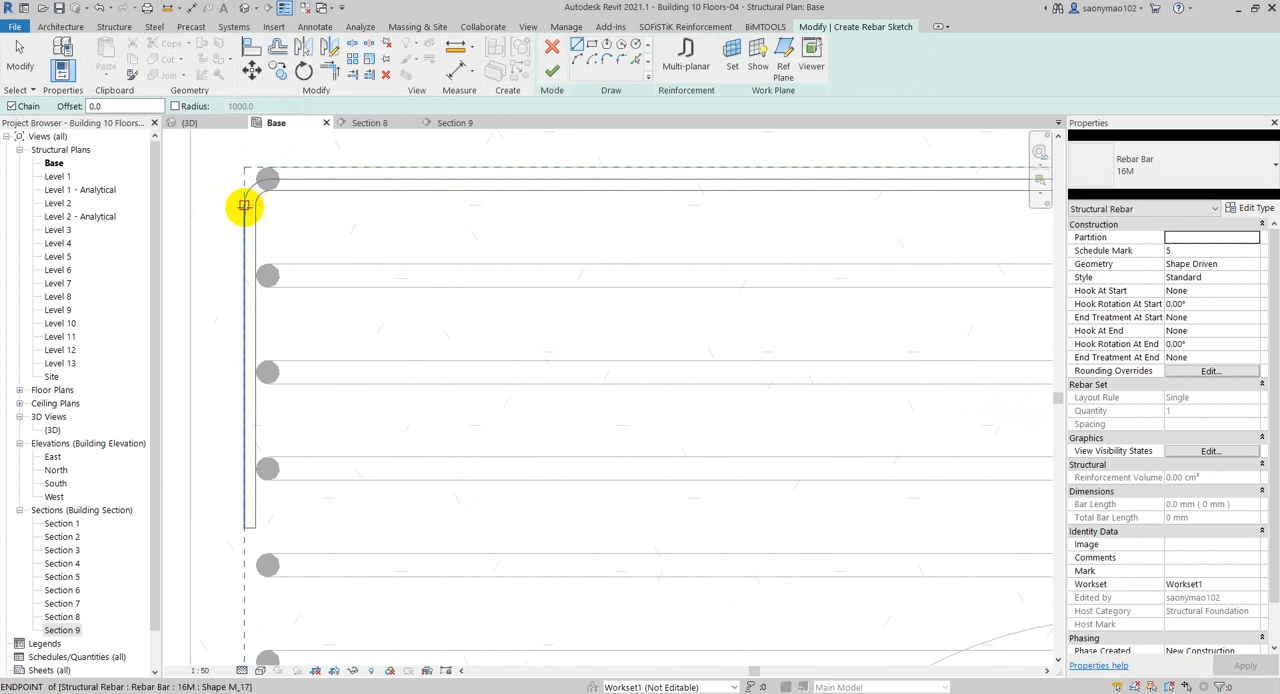 Autodesk Revit 2021.1 - Building 10 Floors-04 - Structural Plan: Base
saonymao102
File
Architecture
Structure
Steel
Precast
Systems
Insert
Annotate
Analyze
Massing & Site
Collaborate
View
Manage
Add-Ins
SOFiSTiK Reinforcement
BiMTOOLS
Modify | Create Rebar Sketch
Modify
Paste
Cope
Cut
Join
Multi-planar
Set
Show
Ref Plane
Viewer
Select
Properties
Clipboard
Geometry
Modify
View
Measure
Create
Mode
Draw
Reinforcement
Work Plane
Chain
Offset: 0.0
Radius: 1000.0
Project Browser - Building 10 Floors-04
{3D}
Base
Section 8
Section 9
Views (all)
Structural Plans
Base
Level 1
Level 1 - Analytical
Level 2
Level 2 - Analytical
Level 3
Level 4
Level 5
Level 6
Level 7
Level 8
Level 9
Level 10
Level 11
Level 12
Level 13
Site
Floor Plans
Ceiling Plans
3D Views
{3D}
Elevations (Building Elevation)
East
North
South
West
Sections (Building Section)
Section 1
Section 2
Section 3
Section 4
Section 5
Section 6
Section 7
Section 8
Section 9
Legends
Schedules/Quantities (all)
Sheets (all)
Properties
Rebar Bar
16M
Structural Rebar
Edit Type
Construction
Partition
Schedule Mark 5
Geometry Shape Driven
Style Standard
Hook At Start None
Hook Rotation At Start 0.00°
End Treatment At Start None
Hook At End None
Hook Rotation At End 0.00°
End Treatment At End None
Rounding Overrides Edit...
Rebar Set
Layout Rule Single
Quantity 1
Spacing
Graphics
View Visibility States Edit...
Structural
Reinforcement Volume 0.00 cm³
Dimensions
Bar Length 0.0 mm ( 0 mm )
Total Bar Length 0 mm
Identity Data
Image
Comments
Mark
Workset Workset1
Edited by saonymao102
Host Category Structural Foundation
Host Mark
Phasing
Phase Created New Construction
Properties help
Apply
1 : 50
ENDPOINT of [Structural Rebar : Rebar Bar : 16M : Shape M_17]
Workset1 (Not Editable)
:0
Main Model
:0